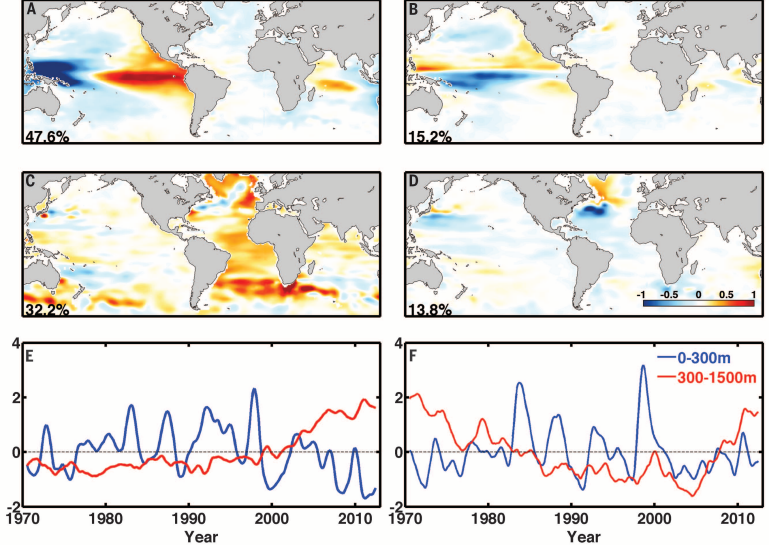 A
47.6%
B
15.2%
C
32.2%
D
13.8%
-1 -0.5 0 0.5 1
E
4
2
0
-2
1970 1980 1990 2000 2010
Year
F
0-300m
300-1500m
4
2
0
-2
1970 1980 1990 2000 2010
Year